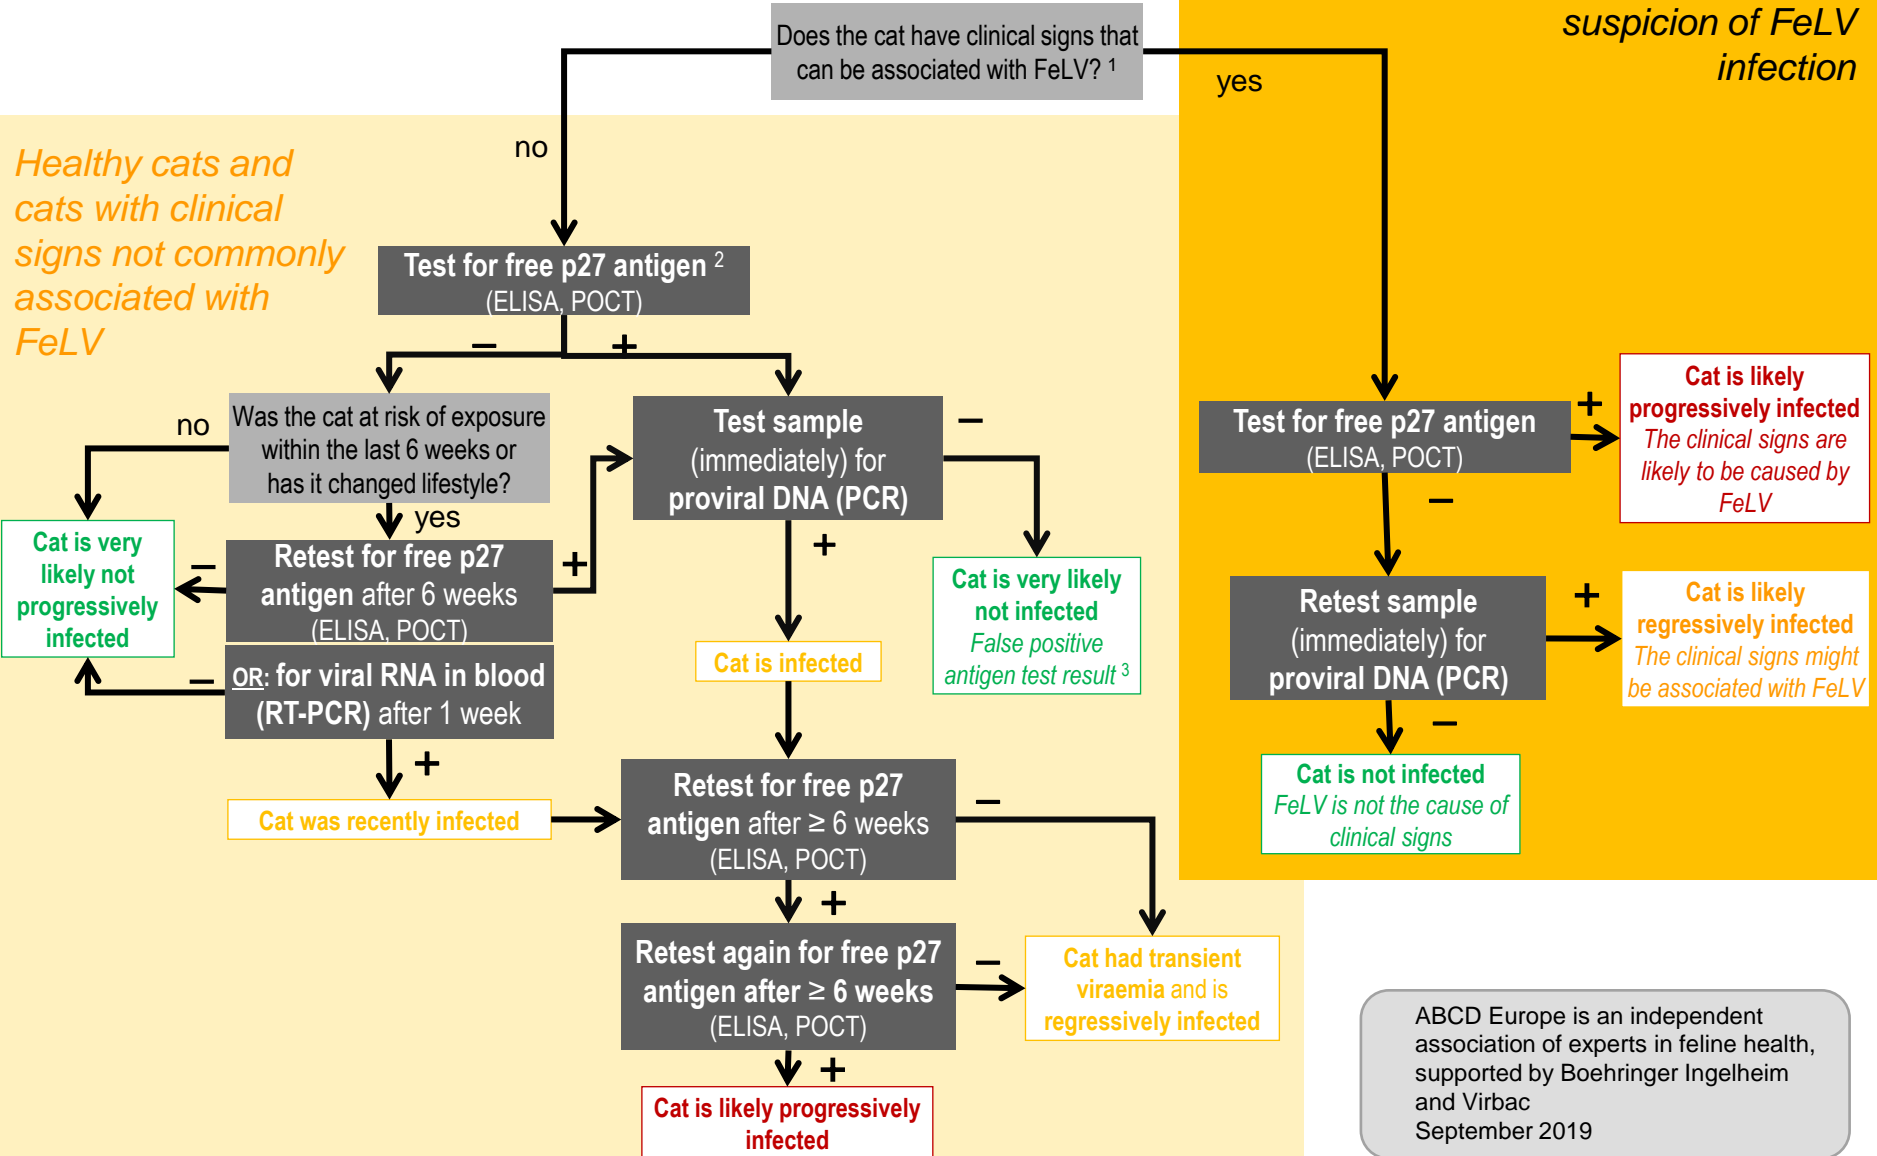 suspicion of FeLV
infection
Does the cat have clinical signs that
can be associated with FeLV? 1
yes
no
Healthy cats and
cats with clinical
signs not commonly
associated with
FeLV
Test for free p27 antigen 2
(ELISA, POCT)
–
+
no
Was the cat at risk of exposure
within the last 6 weeks or
has it changed lifestyle?
yes
Test sample
(immediately) for
proviral DNA (PCR)
–
+
Test for free p27 antigen
(ELISA, POCT)
+
–
Cat is likely
progressively infected
The clinical signs are
likely to be caused by
FeLV
Cat is very
likely not
progressively
infected
–
Retest for free p27
antigen after 6 weeks
(ELISA, POCT)
+
–
OR: for viral RNA in blood
(RT-PCR) after 1 week
+
Cat is very likely
not infected
False positive
antigen test result 3
Cat is infected
Retest sample
(immediately) for
proviral DNA (PCR)
+
–
Cat is likely
regressively infected
The clinical signs might
be associated with FeLV
Cat is not infected
FeLV is not the cause of
clinical signs
Cat was recently infected
Retest for free p27
antigen after ≥ 6 weeks
(ELISA, POCT)
–
+
Retest again for free p27
antigen after ≥ 6 weeks
(ELISA, POCT)
–
+
Cat had transient
viraemia and is
regressively infected
Cat is likely progressively
infected
ABCD Europe is an independent
association of experts in feline health,
supported by Boehringer Ingelheim
and Virbac
September 2019